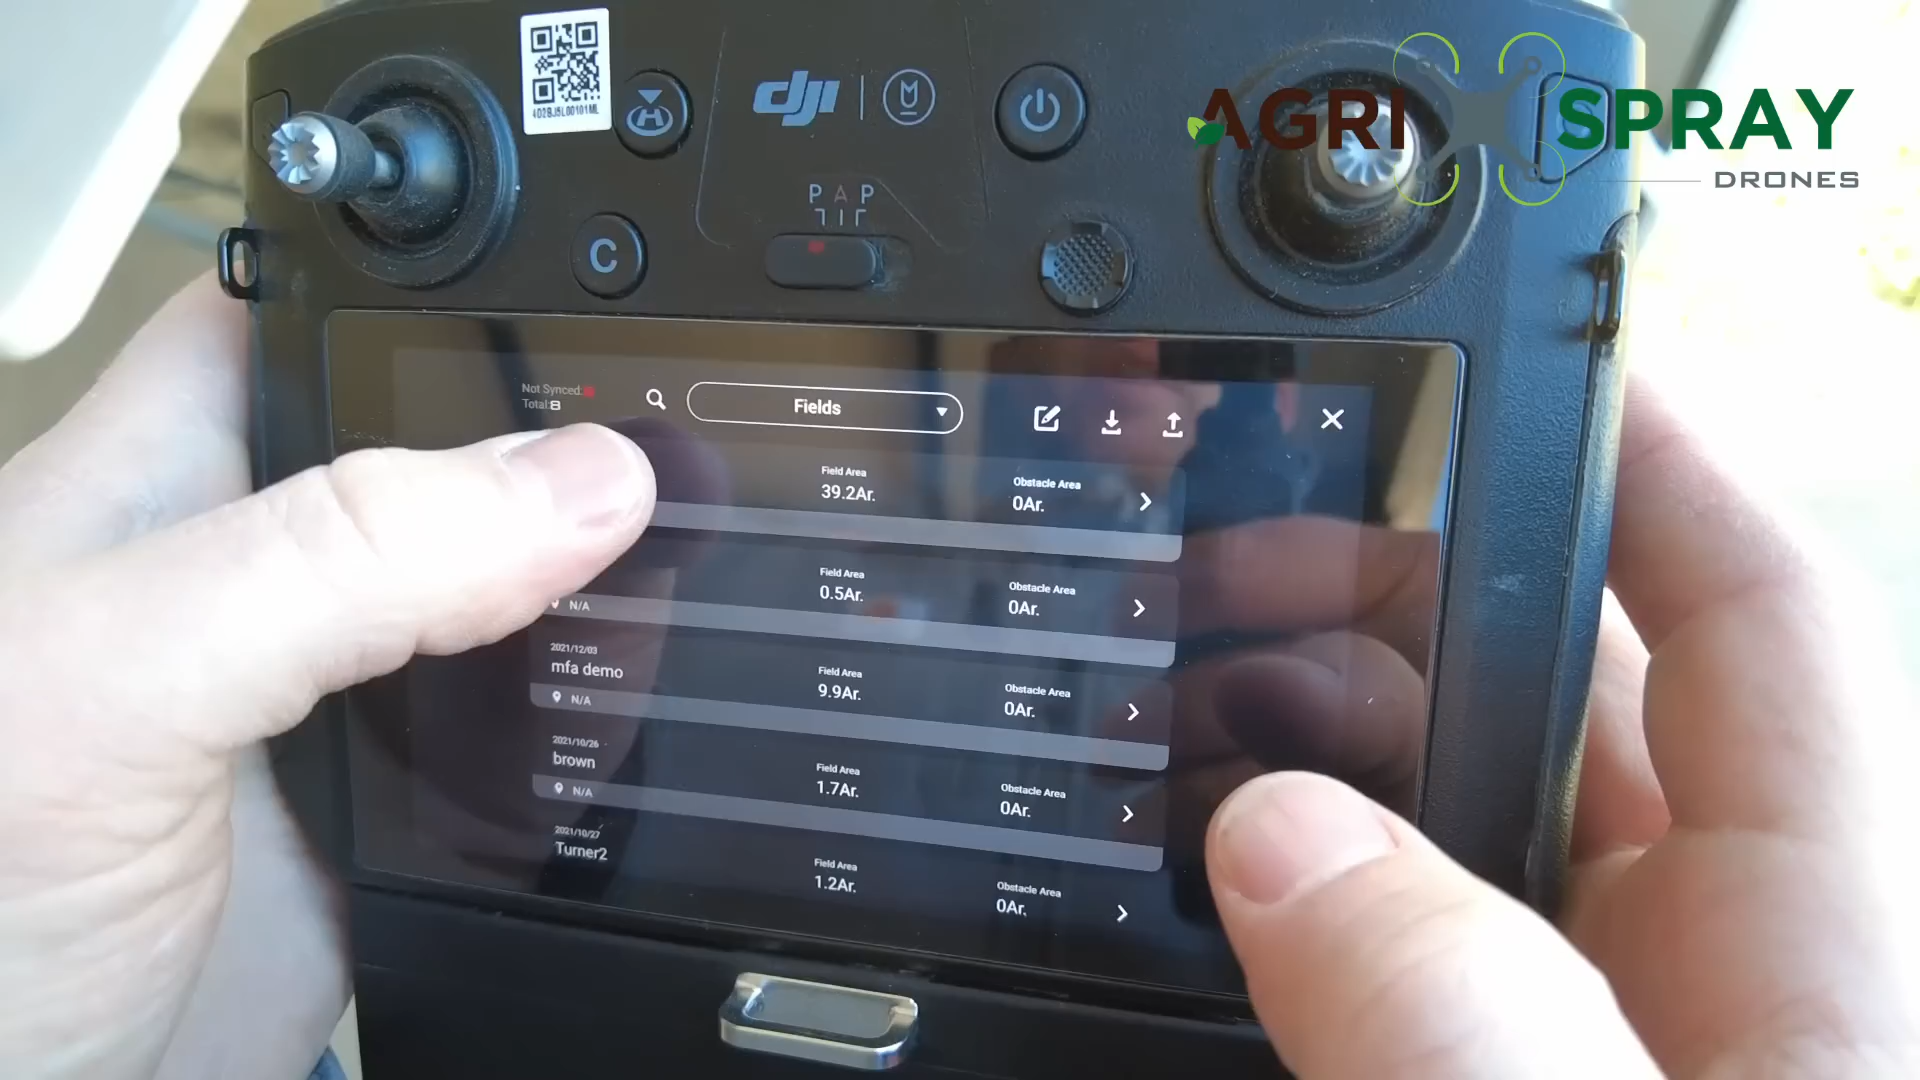 402BJ5L00101ML
dji
AGRI SPRAY
DRONES
P A P
C
Not Synced:
Total:8
Fields
Field Area
39.2Ar.
Obstacle Area
0Ar.
Field Area
0.5Ar.
Obstacle Area
0Ar.
N/A
2021/12/03
mfa demo
Field Area
9.9Ar.
Obstacle Area
0Ar.
N/A
2021/10/26
brown
Field Area
1.7Ar.
Obstacle Area
0Ar.
N/A
2021/10/27
Turner2
Field Area
1.2Ar.
Obstacle Area
0Ar.